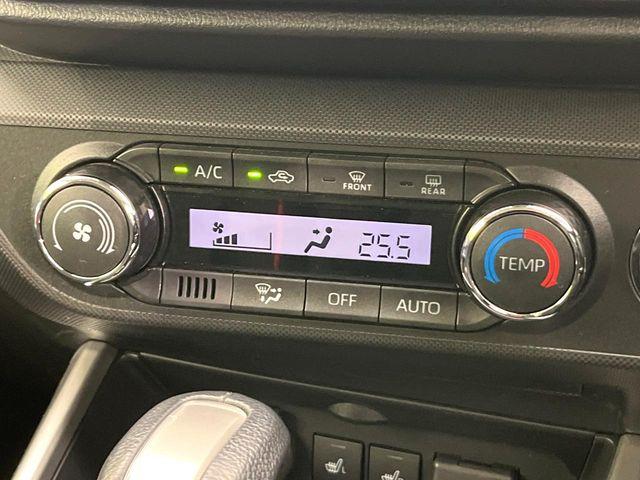 A/C
FRONT
REAR
25.5
TEMP
OFF
AUTO